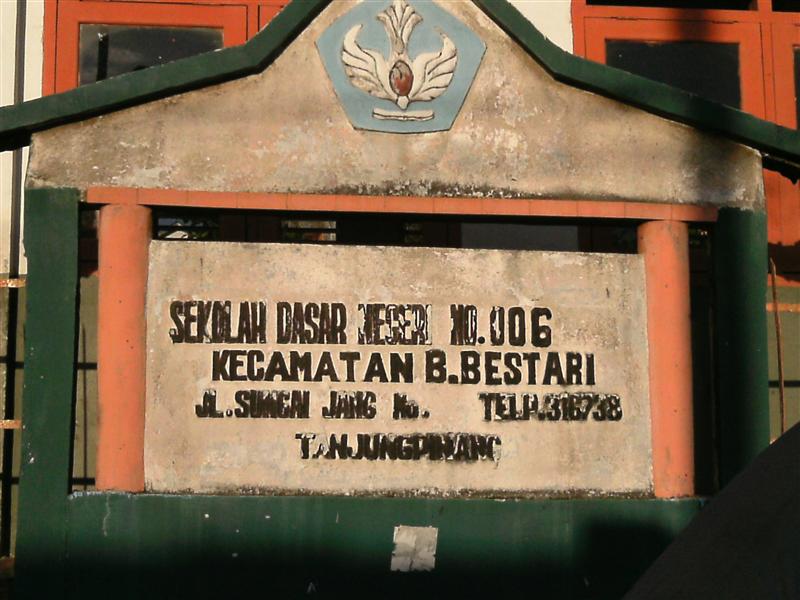 SEKOLAH DASAR NEGERI NO.006
KECAMATAN B.BESTARI
JL.SUNGAI JANG No. TELP.316738
TANJUNGPINANG